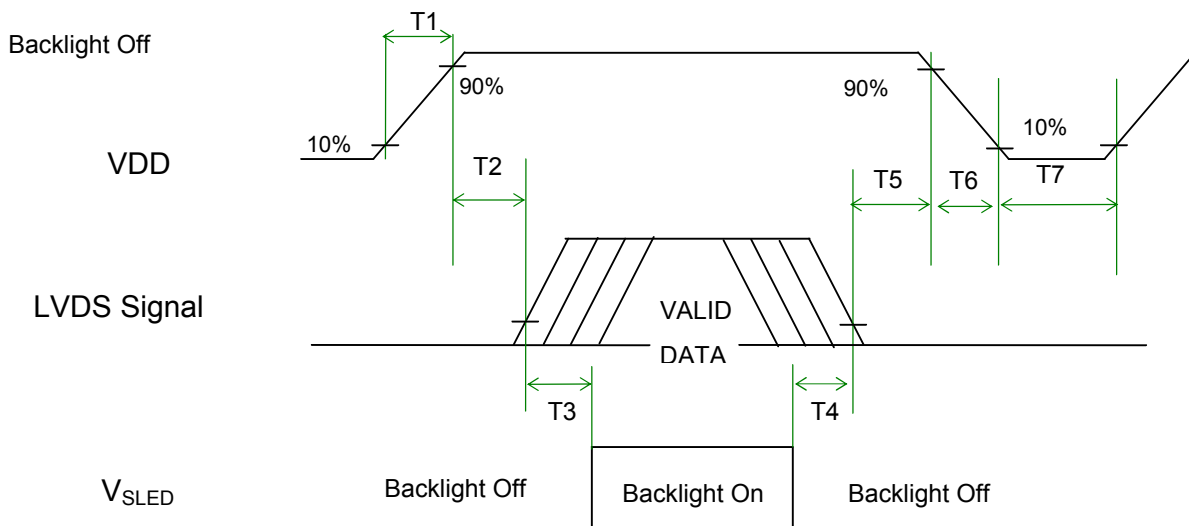 T1
Backlight Off
90%
90%
10%
10%
VDD
T2
T5
T6
T7
LVDS Signal
VALID
DATA
T3
T4
VSLED
Backlight Off
Backlight On
Backlight Off